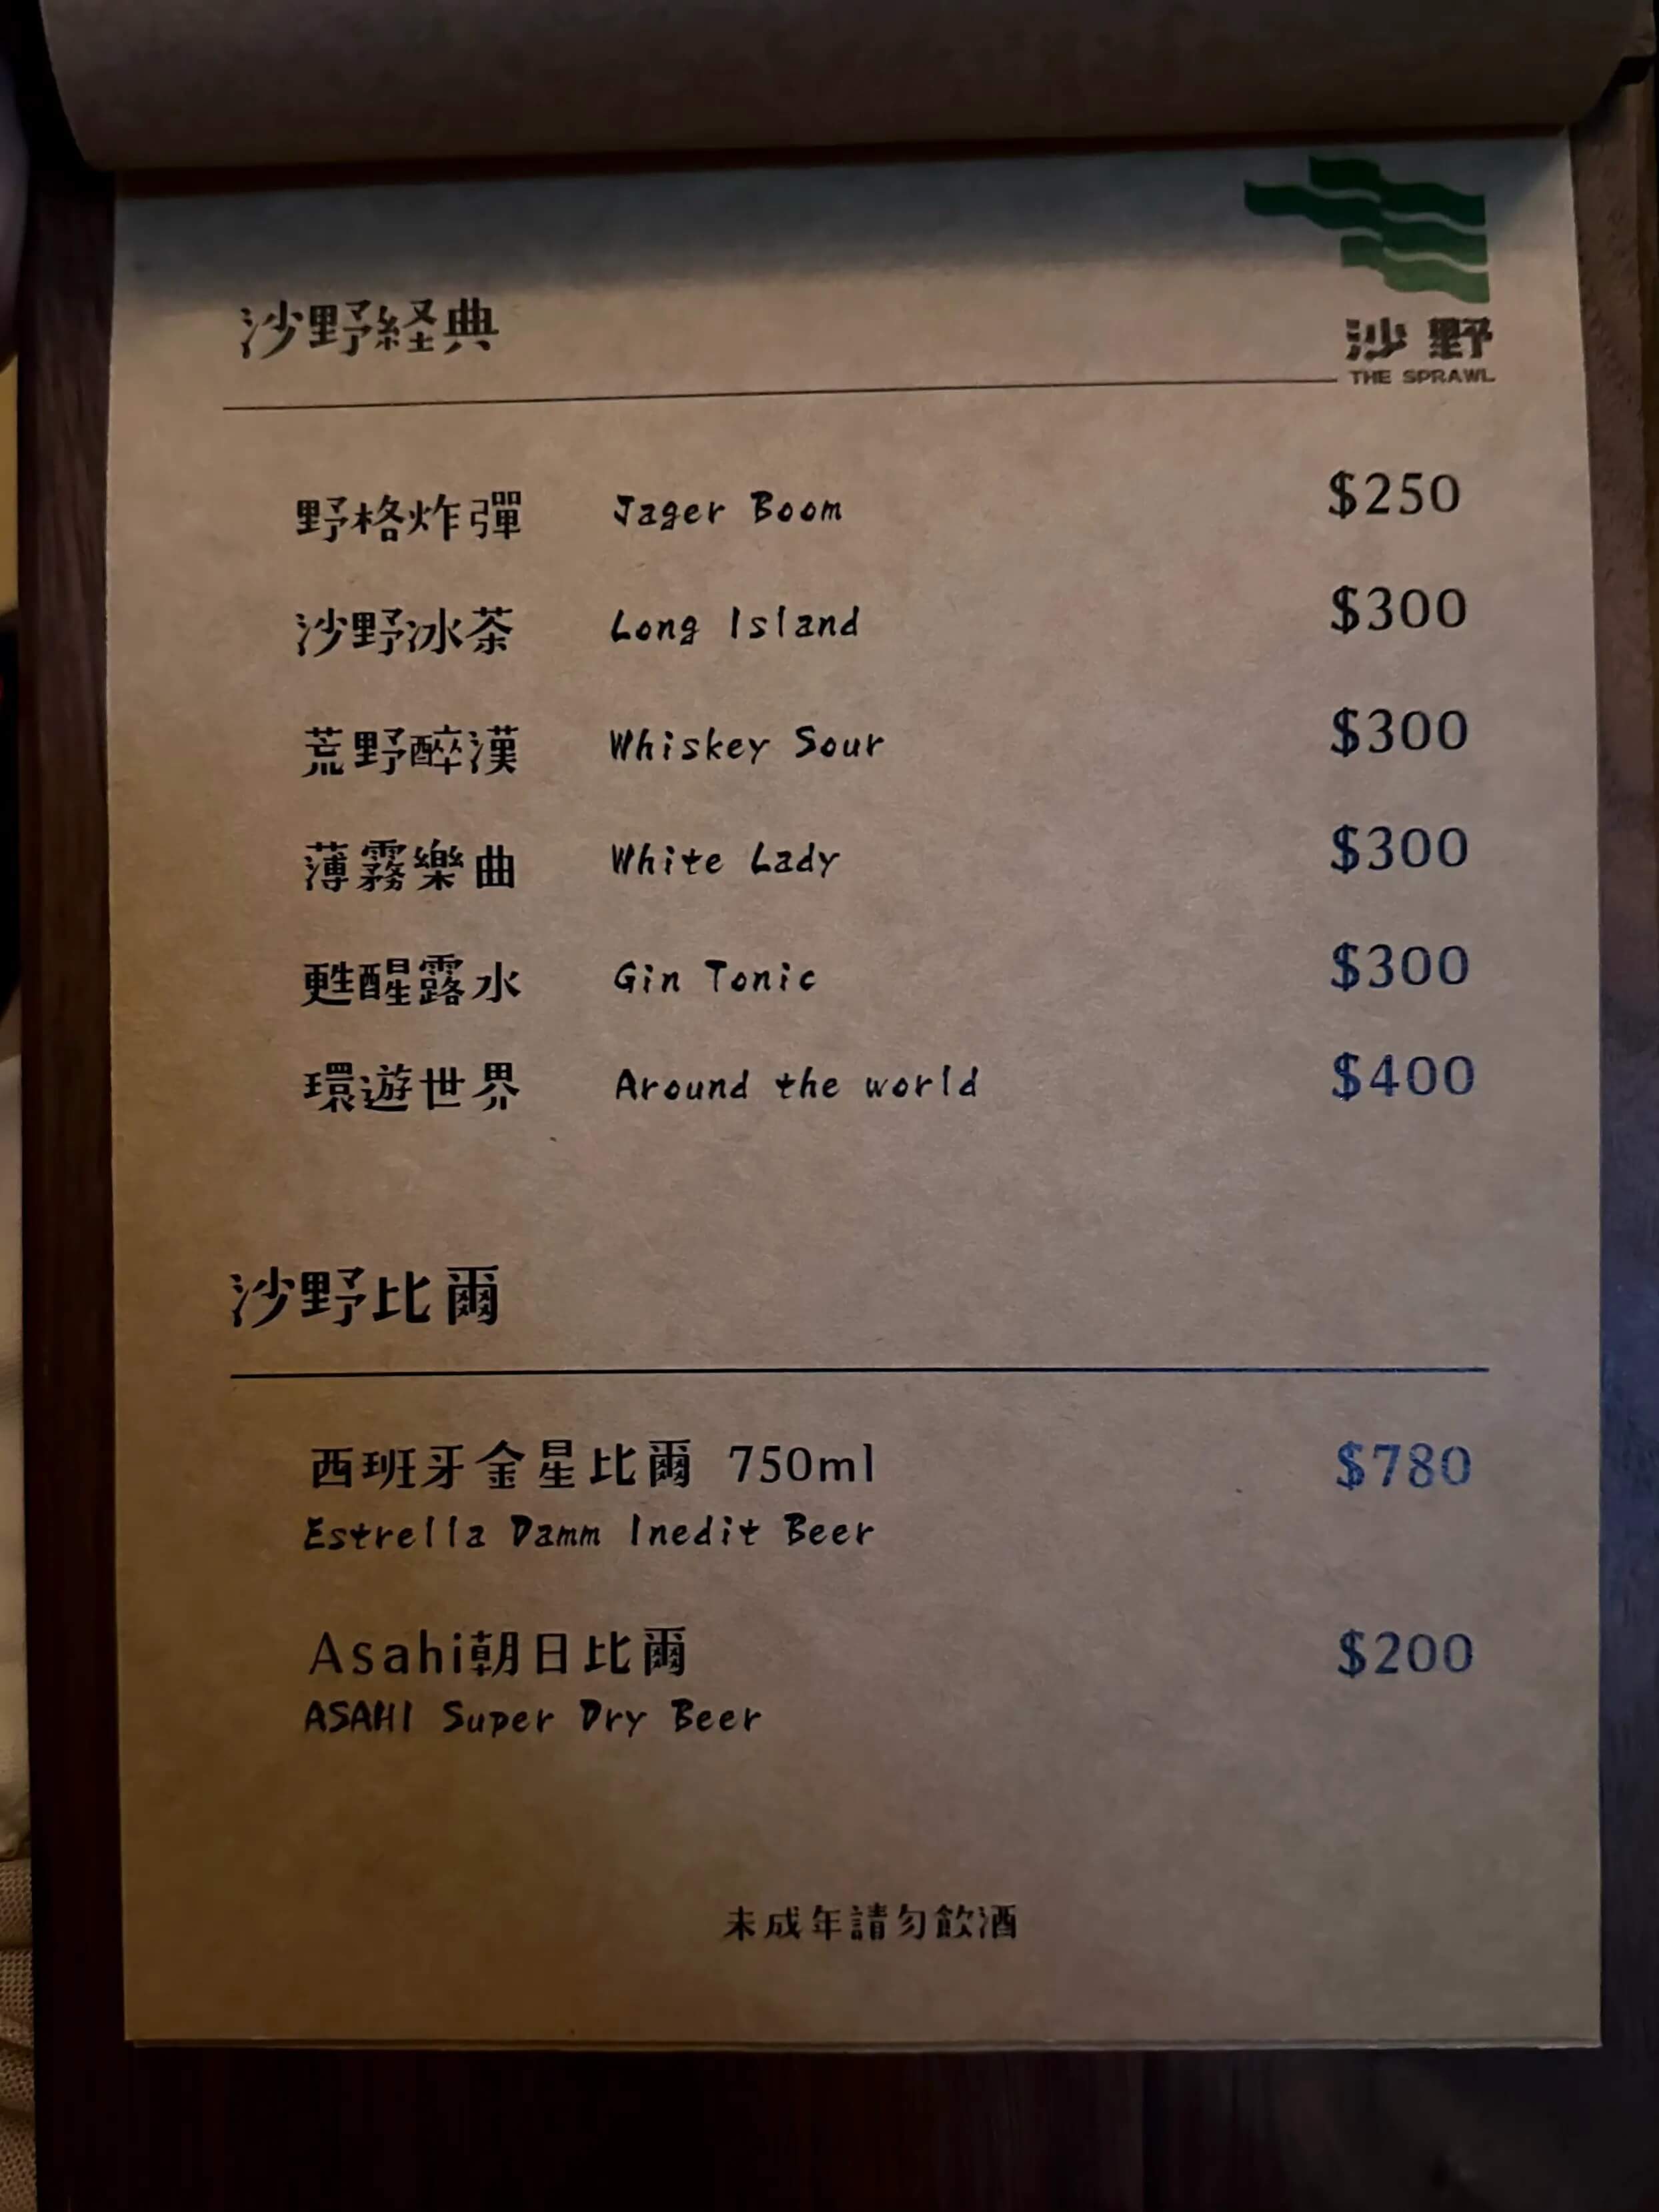 沙野経典
沙野
THE SPRAWL
野格炸彈 Jager Boom $250
沙野冰茶 Long Island $300
荒野醉漢 Whiskey Sour $300
薄霧樂曲 White Lady $300
甦醒露水 Gin Tonic $300
環遊世界 Around the world $400
沙野比爾
西班牙金星比爾 750ml $780
Estrella Damm Inedit Beer
Asahi朝日比爾 $200
ASAHI Super Dry Beer
未成年請勿飲酒